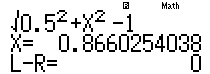 R Math
√0.5²+X²-1
X= 0.8660254038
L-R= 0